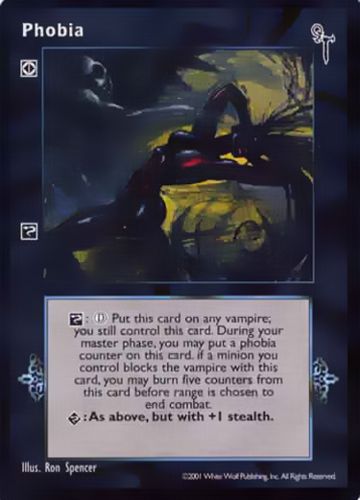 Phobia
: Put this card on any vampire;
you still control this card. During your
master phase, you may put a phobia
counter on this card. if a minion you
control blocks the vampire with this
card, you may burn five counters from
this card before range is chosen to
end combat.
:As above, but with +1 stealth.
Illus. Ron Spencer
©2001 White Wolf Publishing, Inc. All Rights Reserved.